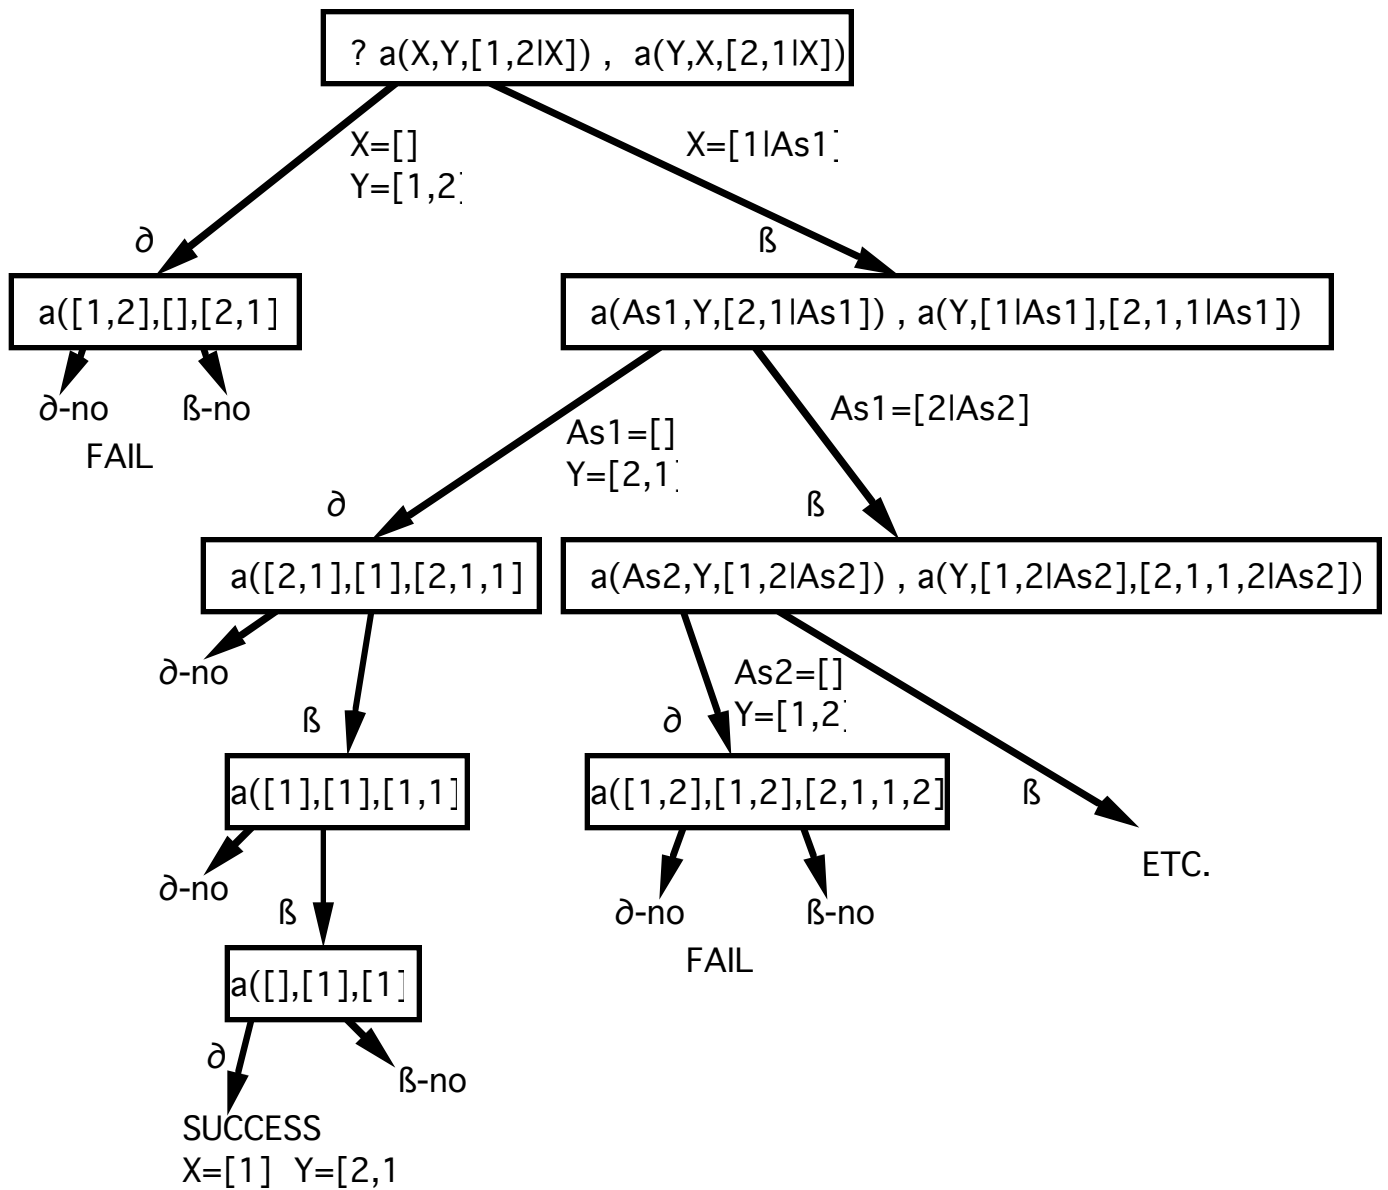 ? a(X,Y,[1,2|X]) , a(Y,X,[2,1|X])
X=[]
Y=[1,2]
X=[1|As1]
∂
ß
a([1,2],[],[2,1]
a(As1,Y,[2,1|As1]) , a(Y,[1|As1],[2,1,1|As1])
∂-no
ß-no
FAIL
As1=[]
Y=[2,1]
As1=[2|As2]
∂
ß
a([2,1],[1],[2,1,1]
a(As2,Y,[1,2|As2]) , a(Y,[1,2|As2],[2,1,1,2|As2])
∂-no
ß
As2=[]
Y=[1,2]
∂
ß
a([1],[1],[1,1]
a([1,2],[1,2],[2,1,1,2]
ETC.
∂-no
ß
∂-no
ß-no
FAIL
a([],[1],[1]
∂
ß-no
SUCCESS
X=[1] Y=[2,1